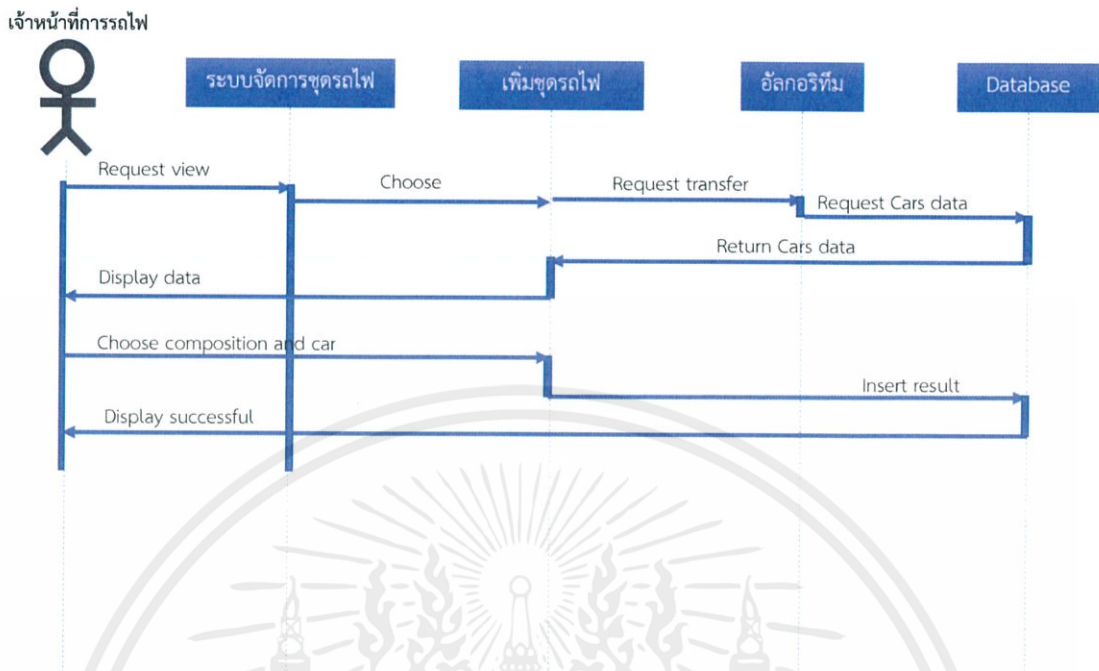 เจ้าหน้าที่การรถไฟ
ระบบจัดการชุดรถไฟ
เพิ่มชุดรถไฟ
อัลกอริทึม
Database
Request view
Choose
Request transfer
Request Cars data
Return Cars data
Display data
Choose composition and car
Insert result
Display successful